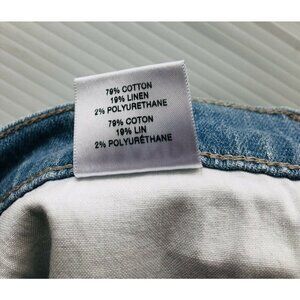 79% COTTON
19% LINEN
2% POLYURETHANE
79% COTON
19% LIN
2% POLYURÉTHANE